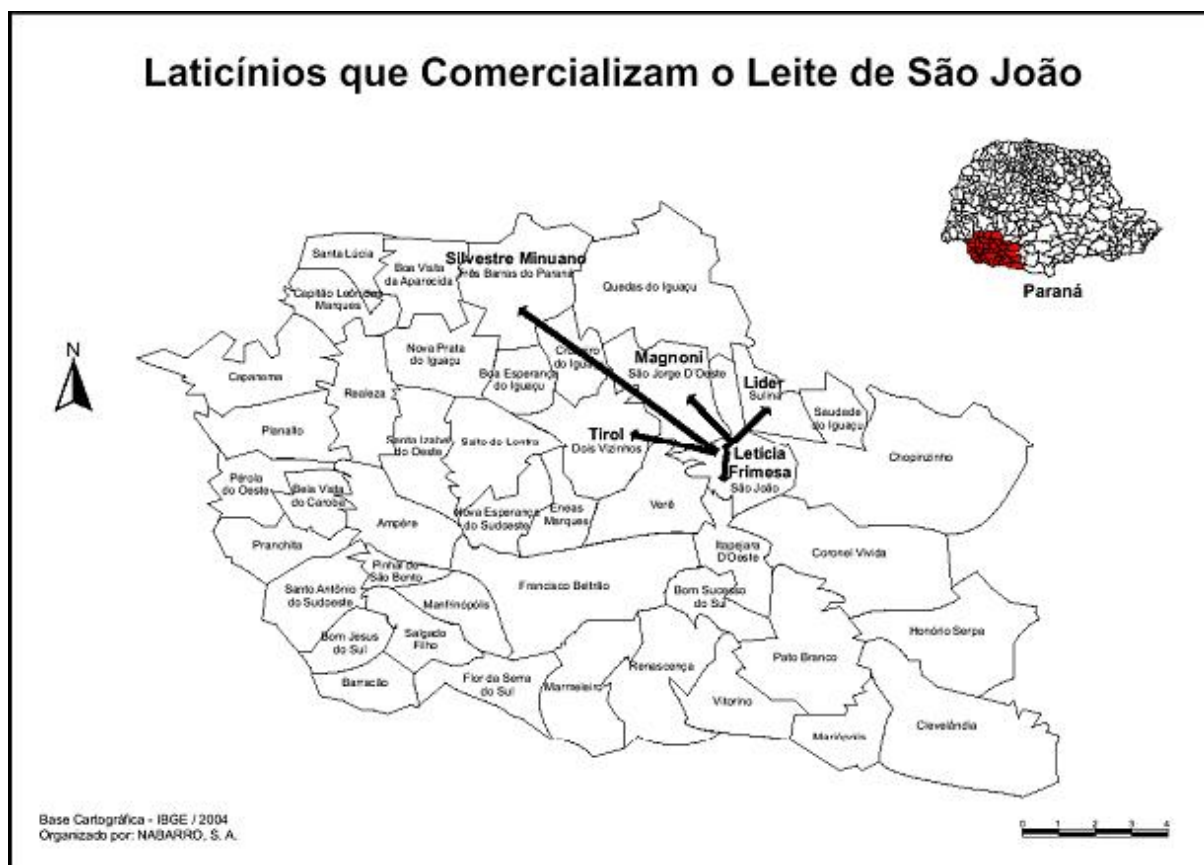 Laticínios que Comercializam o Leite de São João
Paraná
N
Santa Lúcia
Boa Vista
da Aparecida
Silvestre Minuano
Três Barras do Paraná
Quedas do Iguaçu
Capitão Leônidas
Marques
Nova Prata
do Iguaçu
Cruzeiro
do Iguaçu
Boa Esperança
do Iguaçu
Magnoni
São Jorge D'Oeste
Lider
Sulina
Saudade
do Iguaçu
Capanema
Realeza
Planalto
Santa Izabel
do Oeste
Salto do Lontra
Tirol
Dois Vizinhos
Letícia
Frimesa
São João
Chopinzinho
Pérola
do Oeste
Bela Vista
do Caroba
Ampére
Nova Esperança
do Sudoeste
Eneas
Marques
Verê
Pranchita
Pinhal de
São Bento
Francisco Beltrão
Itapejara
D'Oeste
Coronel Vivida
Santo Antônio
do Sudoeste
Manfrinópolis
Bom Sucesso
do Sul
Bom Jesus
do Sul
Salgado
Filho
Honório Serpa
Barracão
Flor da Serra
do Sul
Marmeleiro
Renascença
Pato Branco
Vitorino
Mariópolis
Clevelândia
Base Cartográfica - IBGE / 2004
Organizado por: NABARRO, S. A.
0 1 2 3 4